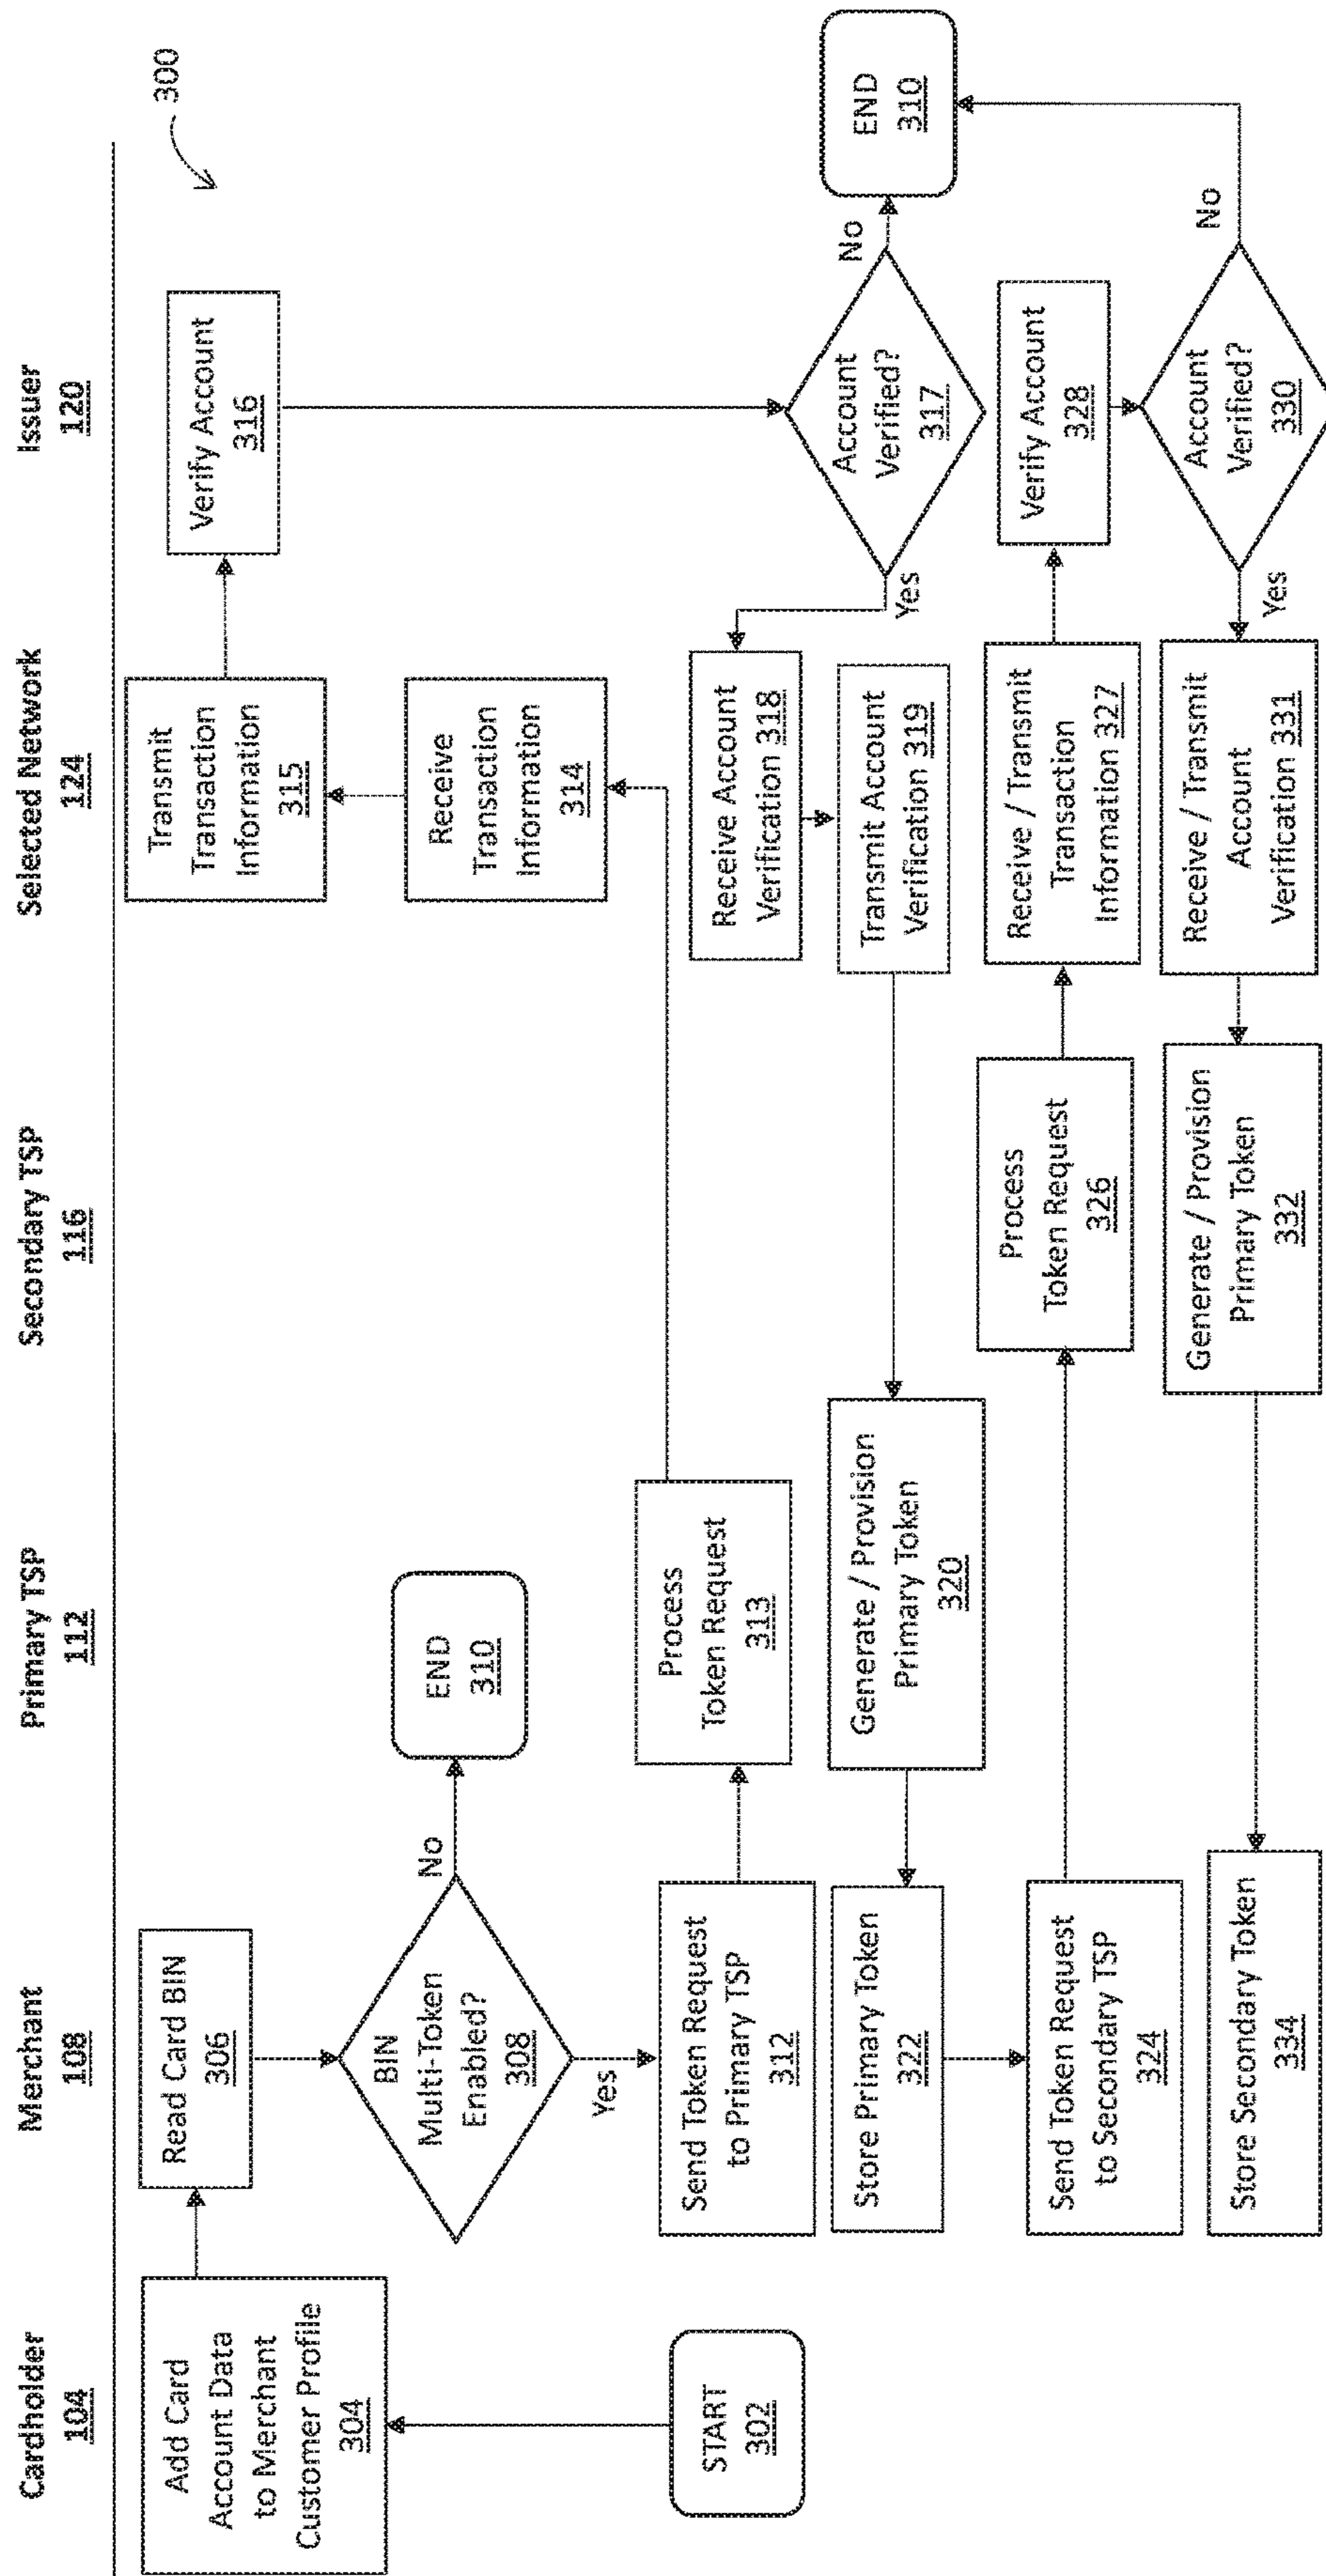 Cardholder
104
Merchant
108
Primary TSP
112
Secondary TSP
116
Selected Network
124
Issuer
120
300
Add Card
Account Data
to Merchant
Customer Profile
304
START
302
Read Card BIN
306
BIN
Multi-Token
Enabled?
308
No
END
310
Yes
Send Token Request
to Primary TSP
312
Process
Token Request
313
Receive
Transaction
Information
314
Transmit
Transaction
Information
315
Verify Account
316
Account
Verified?
317
No
END
310
Yes
Receive Account
Verification 318
Transmit Account
Verification 319
Generate / Provision
Primary Token
320
Store Primary Token
322
Send Token Request
to Secondary TSP
324
Process
Token Request
326
Receive / Transmit
Transaction
Information 327
Verify Account
328
Account
Verified?
330
No
Yes
Receive / Transmit
Account
Verification 331
Generate / Provision
Primary Token
332
Store Secondary Token
334